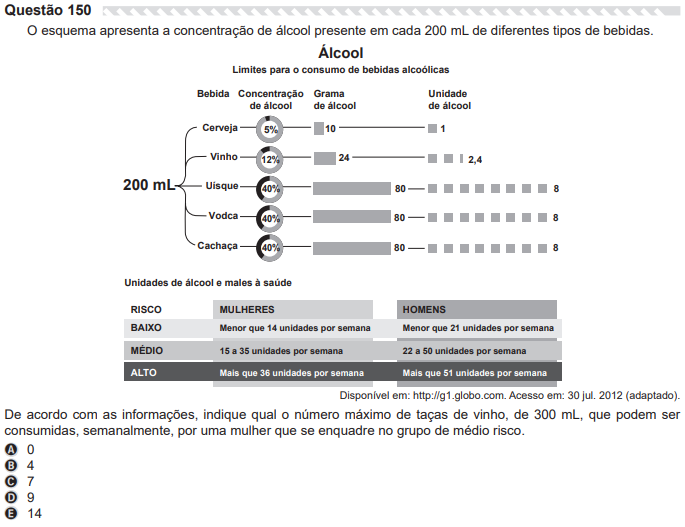 Questão 150
O esquema apresenta a concentração de álcool presente em cada 200 mL de diferentes tipos de bebidas.
Álcool
Limites para o consumo de bebidas alcoólicas
Bebida Concentração de álcool Grama de álcool Unidade de álcool
200 mL
Cerveja 5% 10 1
Vinho 12% 24 2,4
Uísque 40% 80 8
Vodca 40% 80 8
Cachaça 40% 80 8
Unidades de álcool e males à saúde
RISCO MULHERES HOMENS
BAIXO Menor que 14 unidades por semana Menor que 21 unidades por semana
MÉDIO 15 a 35 unidades por semana 22 a 50 unidades por semana
ALTO Mais que 36 unidades por semana Mais que 51 unidades por semana
Disponível em: http://g1.globo.com. Acesso em: 30 jul. 2012 (adaptado).
De acordo com as informações, indique qual o número máximo de taças de vinho, de 300 mL, que podem ser
consumidas, semanalmente, por uma mulher que se enquadre no grupo de médio risco.
A 0
B 4
C 7
D 9
E 14